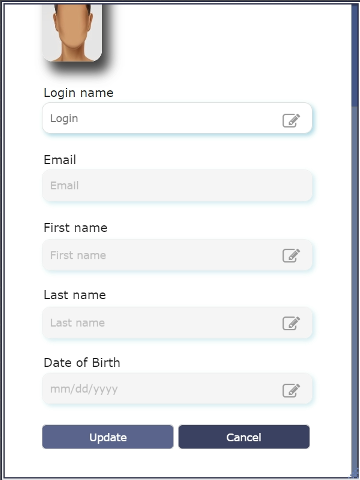 Login name
Login
Email
Email
First name
First name
Last name
Last name
Date of Birth
mm/dd/yyyy
Update Cancel